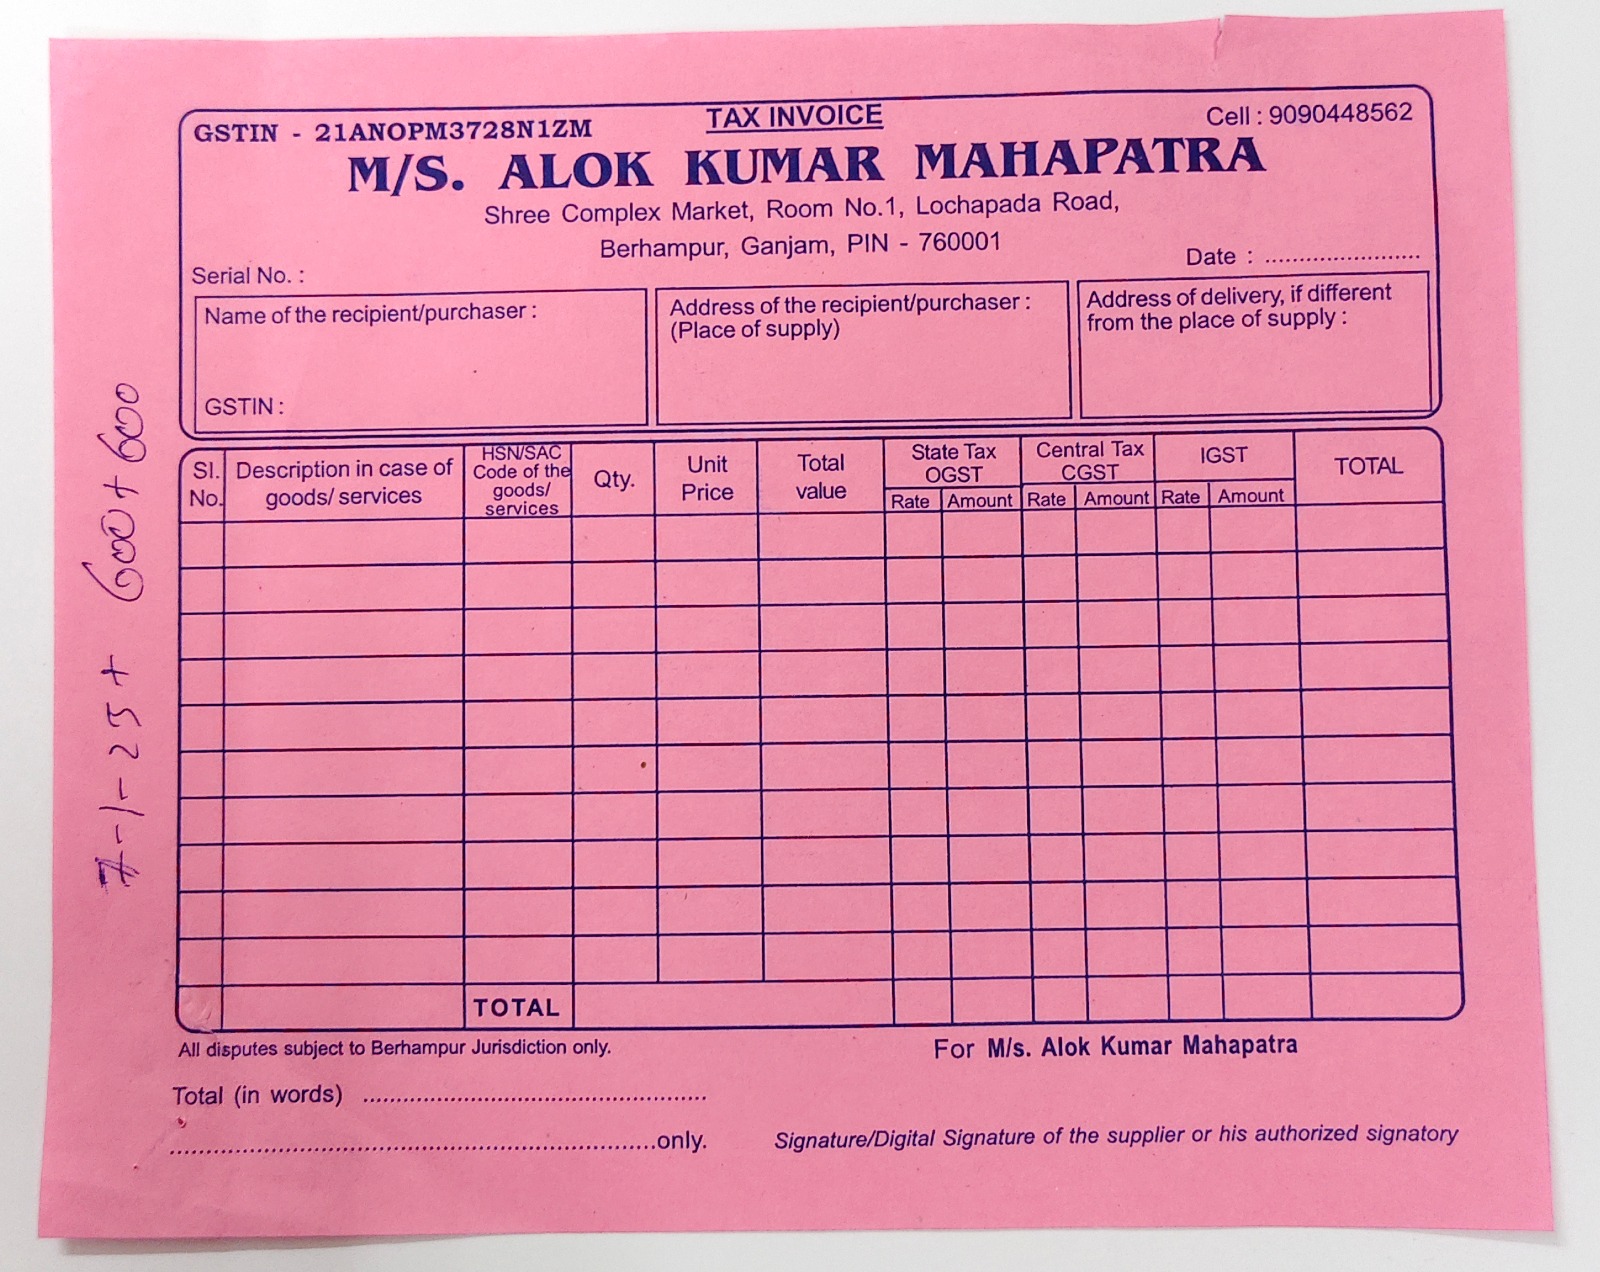 GSTIN - 21ANOPM3728N1ZM
TAX INVOICE
Cell : 9090448562
M/S. ALOK KUMAR MAHAPATRA
Shree Complex Market, Room No.1, Lochapada Road,
Berhampur, Ganjam, PIN - 760001
Serial No. :
Date : .......................
Name of the recipient/purchaser :
GSTIN :
Address of the recipient/purchaser :
(Place of supply)
Address of delivery, if different
from the place of supply :
Sl. No.
Description in case of goods/ services
HSN/SAC Code of the goods/ services
Qty.
Unit Price
Total value
State Tax OGST
Rate Amount
Central Tax CGST
Rate Amount
IGST
Rate Amount
TOTAL
TOTAL
All disputes subject to Berhampur Jurisdiction only.
For M/s. Alok Kumar Mahapatra
Total (in words) ....................................................
.........................................................................only.
Signature/Digital Signature of the supplier or his authorized signatory
7-1-25+ 600+600